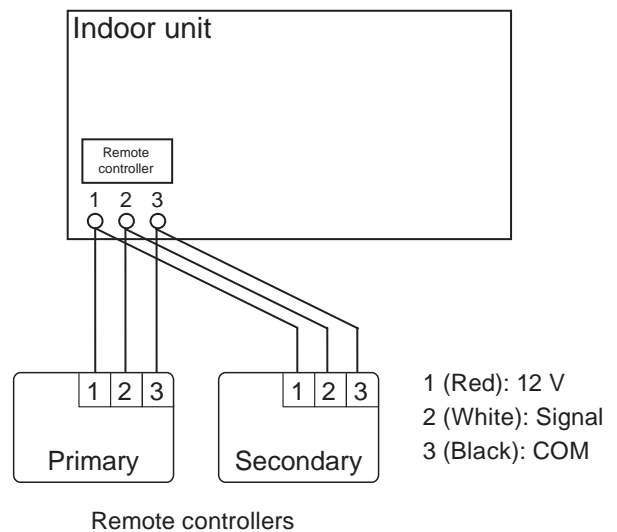 Indoor unit
Remote
controller
1 2 3
1 2 3
1 2 3
Primary
Secondary
1 (Red): 12 V
2 (White): Signal
3 (Black): COM
Remote controllers